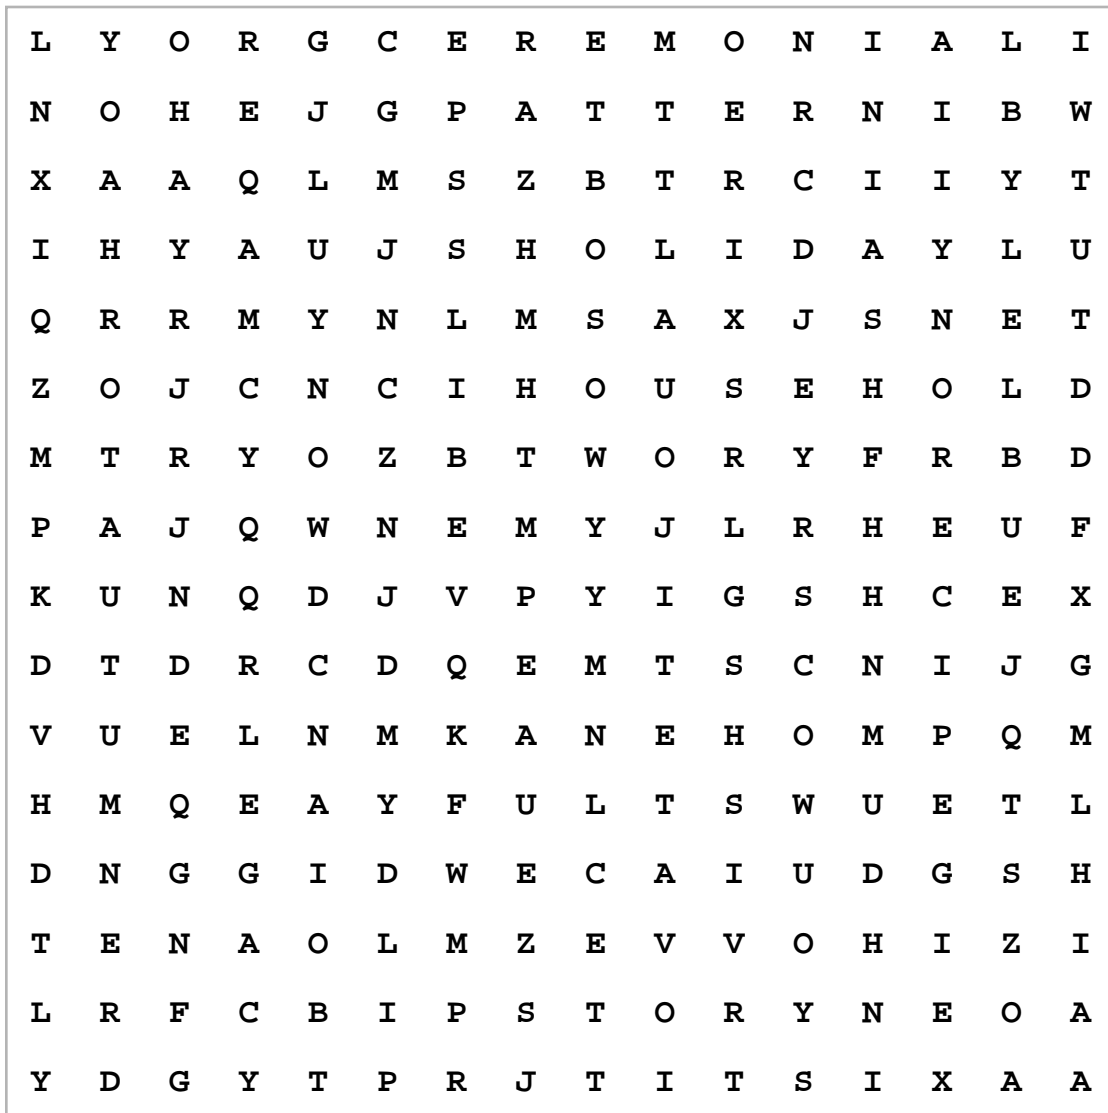 L Y O R G C E R E M O N I A L I
N O H E J G P A T T E R N I B W
X A A Q L M S Z B T R C I I Y T
I H Y A U J S H O L I D A Y L U
Q R R M Y N L M S A X J S N E T
Z O J C N C I H O U S E H O L D
M T R Y O Z B T W O R Y F R B D
P A J Q W N E M Y J L R H E U F
K U N Q D J V P Y I G S H C E X
D T D R C D Q E M T S C N I J G
V U E L N M K A N E H O M P Q M
H M Q E A Y F U L T S W U E T L
D N G G I D W E C A I U D G S H
T E N A O L M Z E V V O H I Z I
L R F C B I P S T O R Y N E O A
Y D G Y T P R J T I T S I X A A